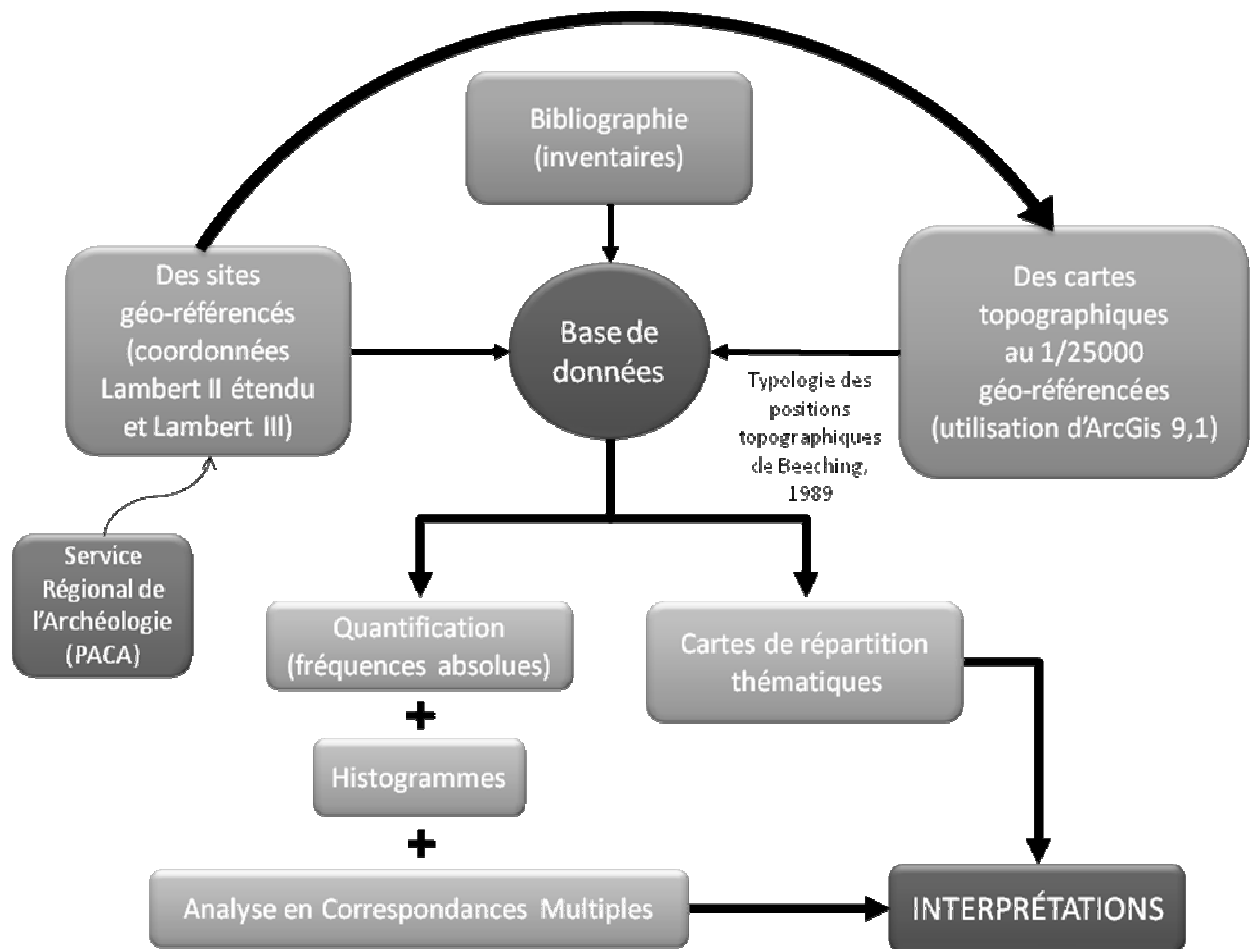 Bibliographie
(inventaires)
Des sites
géo-référencés
(coordonnées
Lambert II étendu
et Lambert III)
Base de
données
Des cartes
topographiques
au 1/25000
géo-référencées
(utilisation d'ArcGis 9,1)
Typologie des
positions
topographiques
de Beeching,
1989
Service
Régional de
l'Archéologie
(PACA)
Quantification
(fréquences absolues)
+
Histogrammes
+
Analyse en Correspondances Multiples
Cartes de répartition
thématiques
INTERPRÉTATIONS